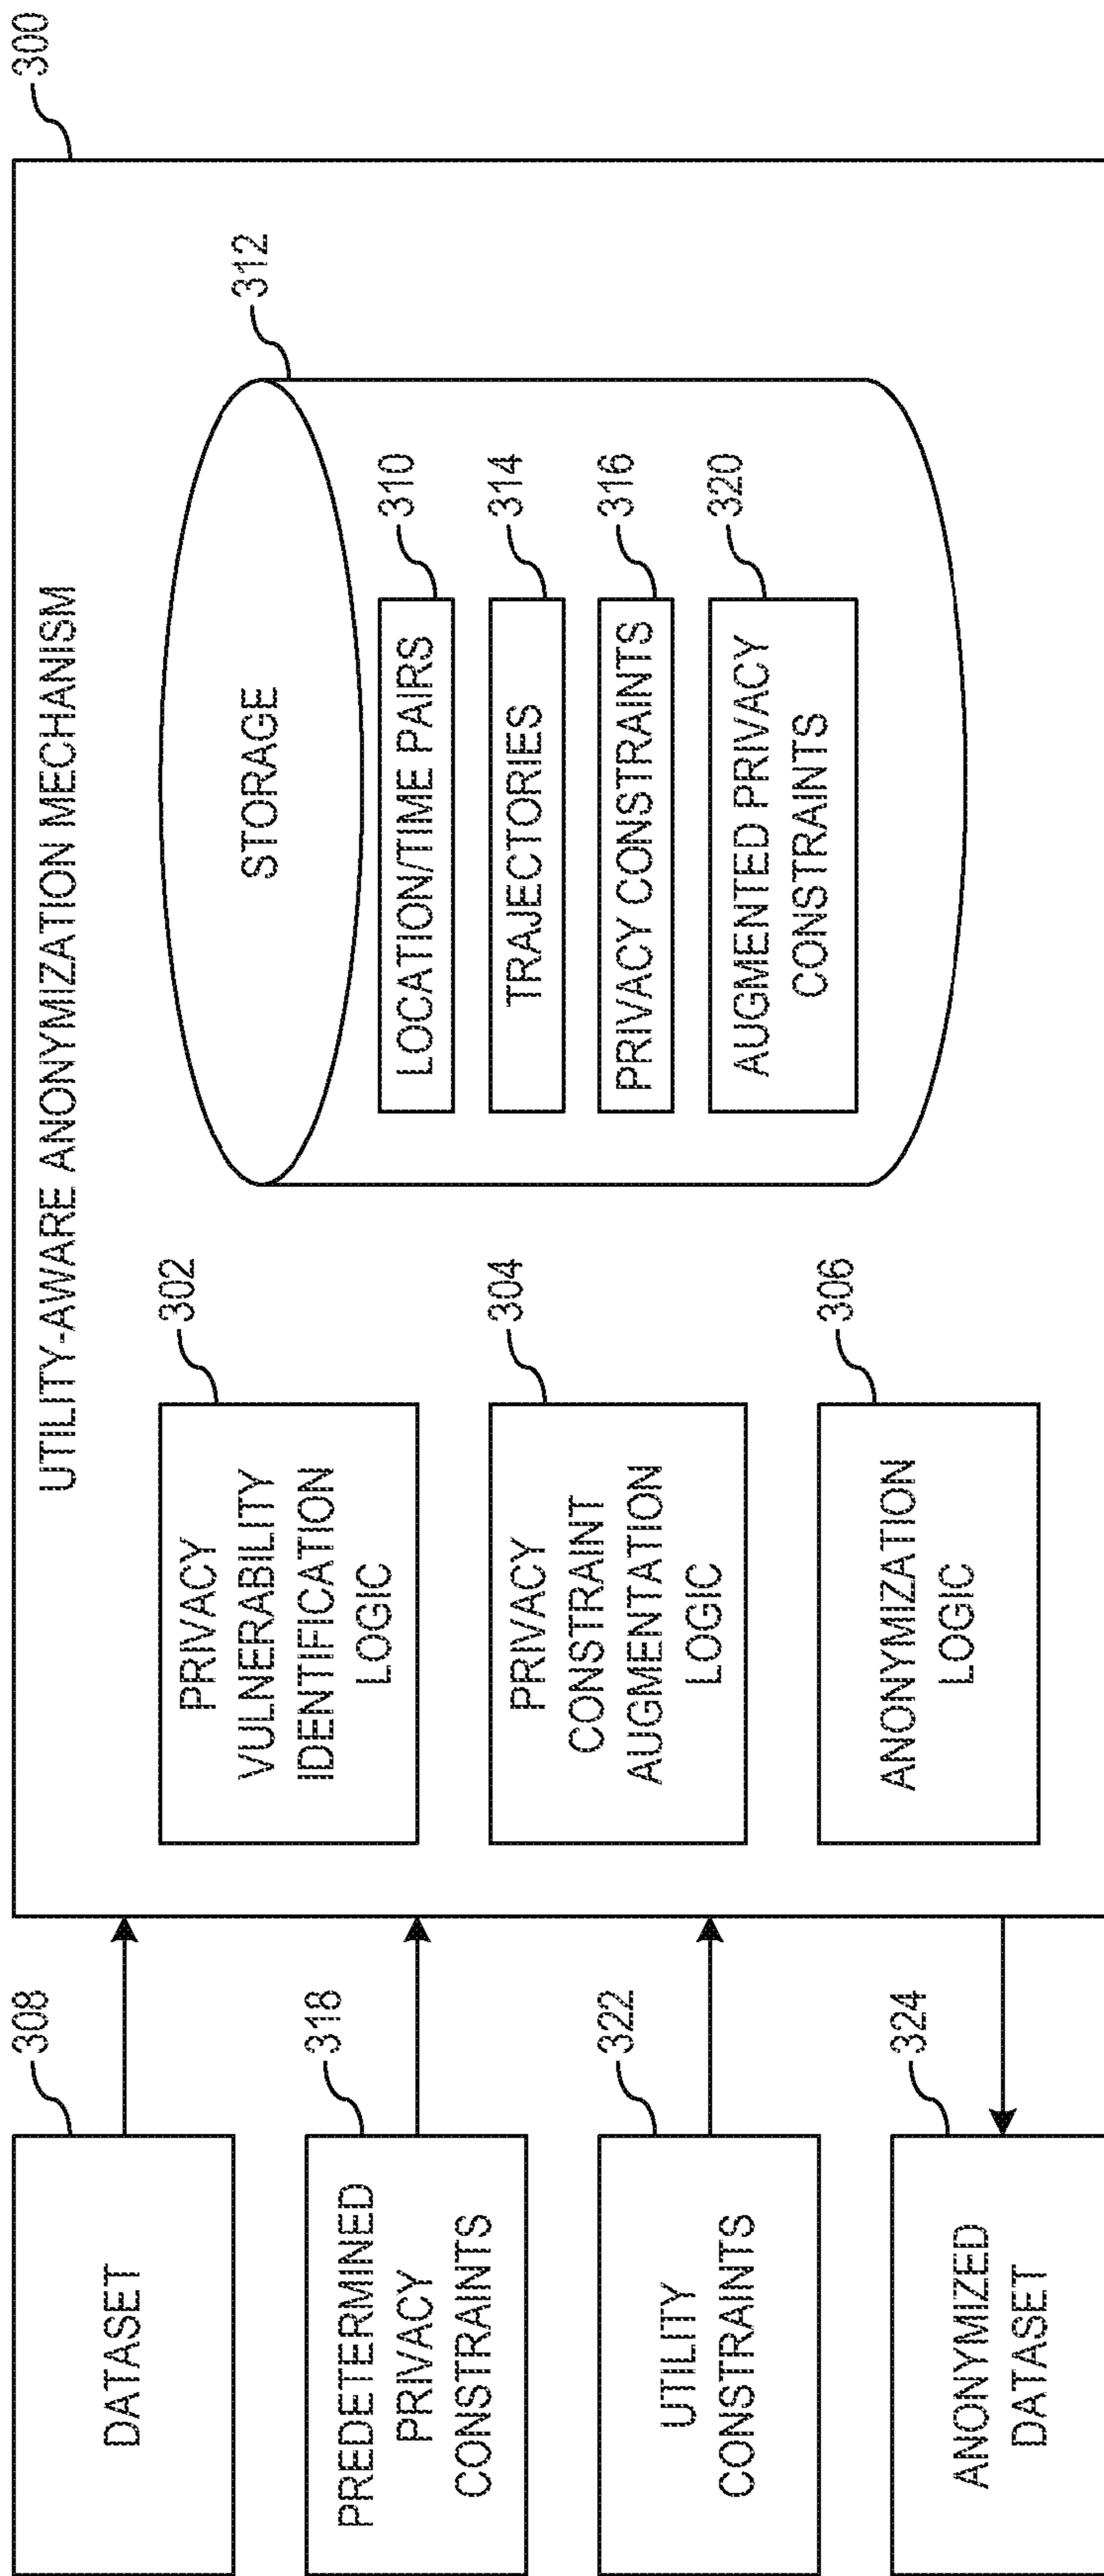 300
UTILITY-AWARE ANONYMIZATION MECHANISM
308
DATASET
302
PRIVACY
VULNERABILITY
IDENTIFICATION
LOGIC
312
STORAGE
310
LOCATION/TIME PAIRS
314
TRAJECTORIES
316
PRIVACY CONSTRAINTS
320
AUGMENTED PRIVACY
CONSTRAINTS
318
PREDETERMINED
PRIVACY
CONSTRAINTS
304
PRIVACY
CONSTRAINT
AUGMENTATION
LOGIC
322
UTILITY
CONSTRAINTS
306
ANONYMIZATION
LOGIC
324
ANONYMIZED
DATASET